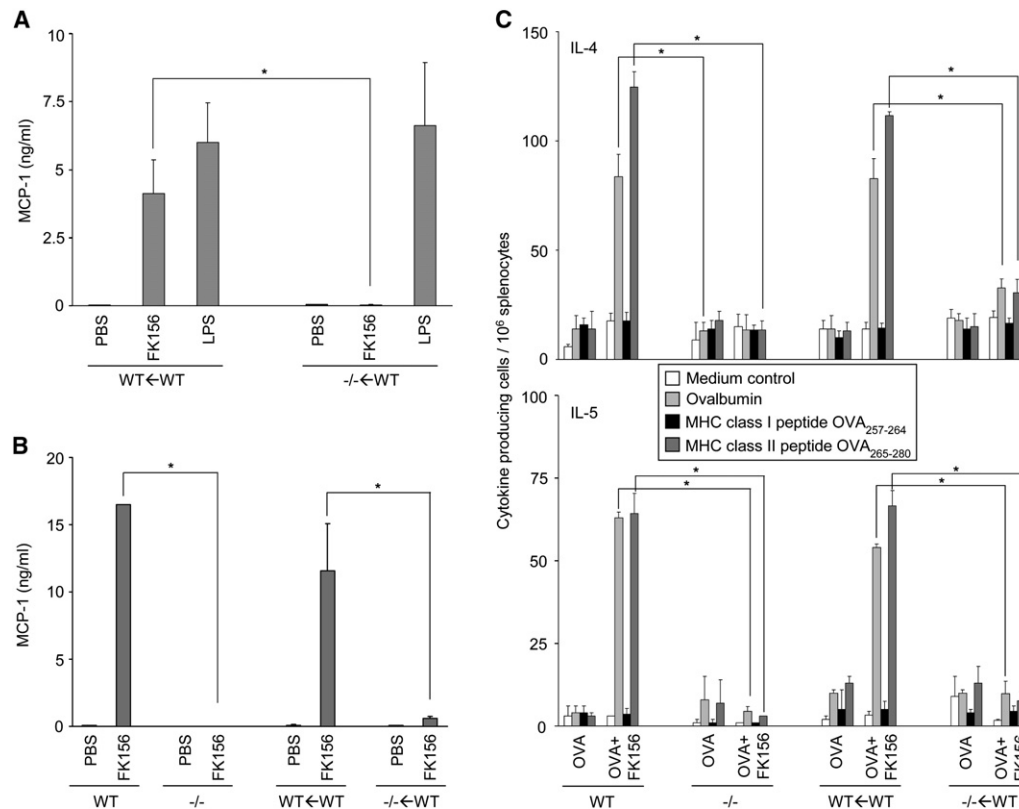 A
10
7.5
5
2.5
0
MCP-1 (ng/ml)
*
PBS
FK156
LPS
PBS
FK156
LPS
WT←WT
-/-←WT
B
20
15
10
5
0
MCP-1 (ng/ml)
*
*
PBS
FK156
PBS
FK156
PBS
FK156
PBS
FK156
WT
-/-
WT←WT
-/-←WT
C
IL-4
150
100
50
0
*
*
*
*
Cytokine producing cells / 10⁶ splenocytes
Medium control
Ovalbumin
MHC class I peptide OVA₂₅₇₋₂₆₄
MHC class II peptide OVA₂₆₅₋₂₈₀
IL-5
100
75
50
25
0
*
*
*
*
OVA
OVA+
FK156
OVA
OVA+
FK156
OVA
OVA+
FK156
OVA
OVA+
FK156
WT
-/-
WT←WT
-/-←WT